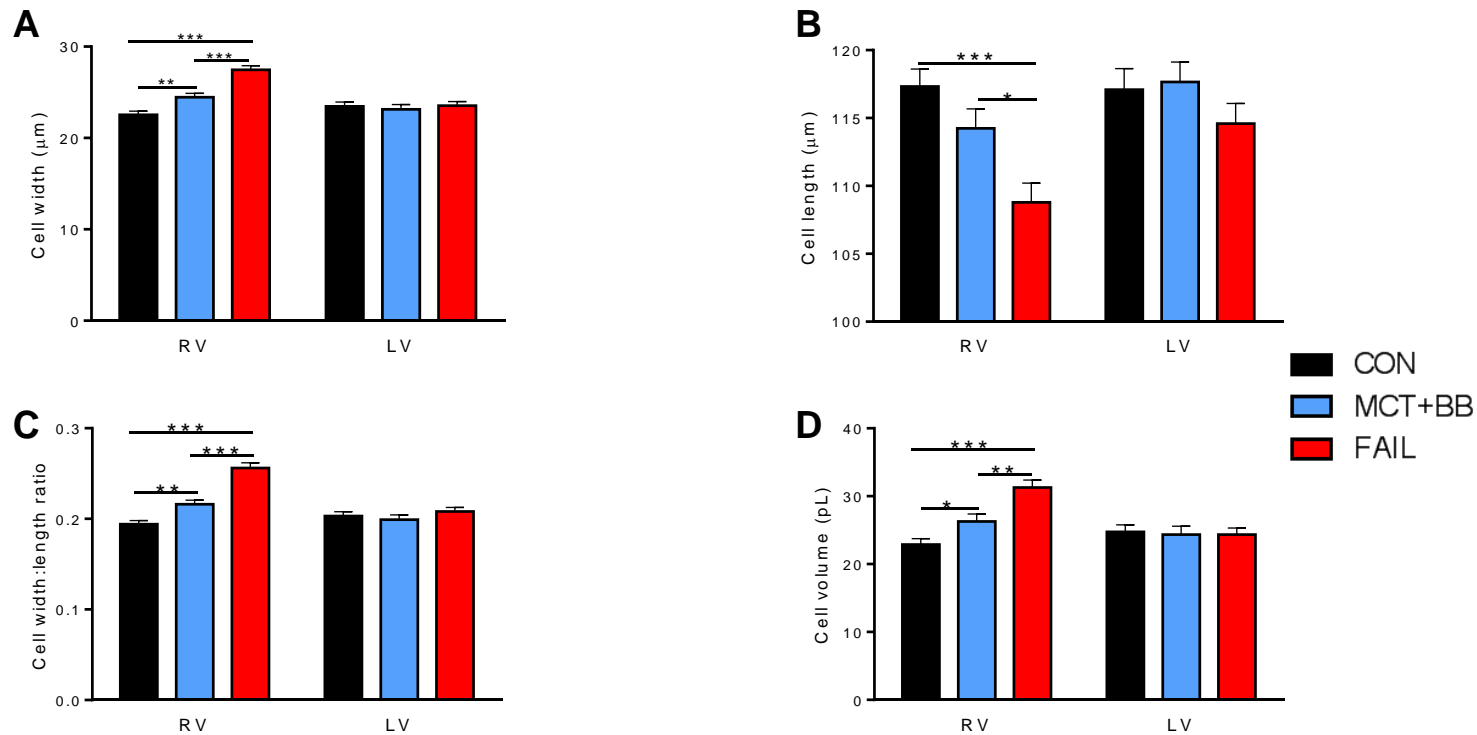 A
Cell width (μm)
30
20
10
0
***
***
**
RV
LV
B
Cell length (μm)
120
115
110
105
100
***
*
RV
LV
CON
MCT+BB
FAIL
C
Cell width:length ratio
0.3
0.2
0.1
0.0
***
***
**
RV
LV
D
Cell volume (pL)
40
30
20
10
0
***
**
*
RV
LV